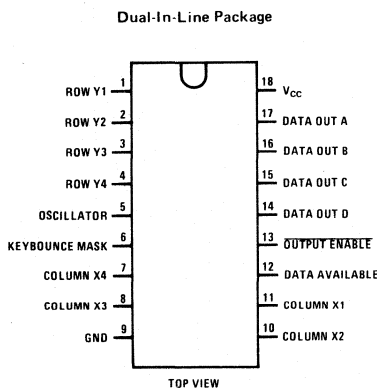 Dual-In-Line Package
ROW Y1 1 18 VCC
ROW Y2 2 17 DATA OUT A
ROW Y3 3 16 DATA OUT B
ROW Y4 4 15 DATA OUT C
OSCILLATOR 5 14 DATA OUT D
KEYBOUNCE MASK 6 13 OUTPUT ENABLE
COLUMN X4 7 12 DATA AVAILABLE
COLUMN X3 8 11 COLUMN X1
GND 9 10 COLUMN X2
TOP VIEW